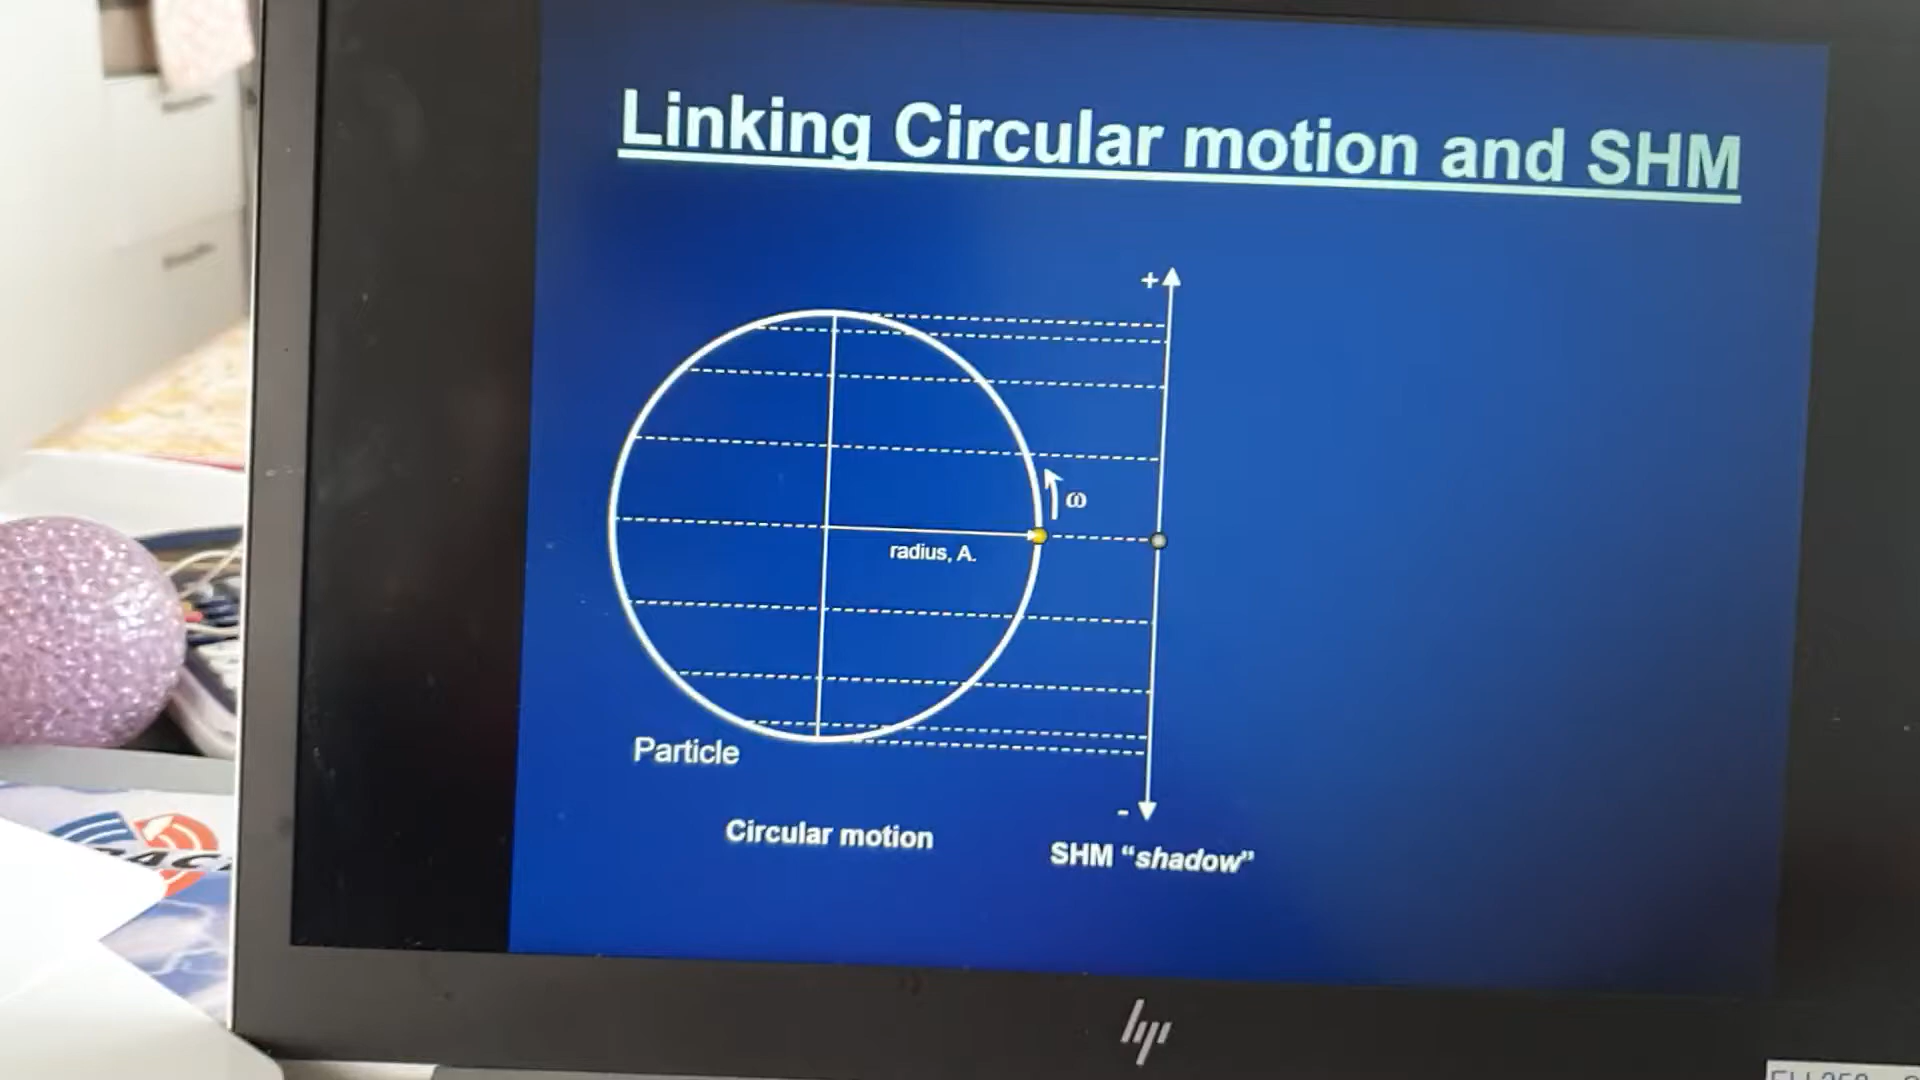 Linking Circular motion and SHM
+
ω
radius, A.
Particle
-
Circular motion
SHM “shadow”
hp